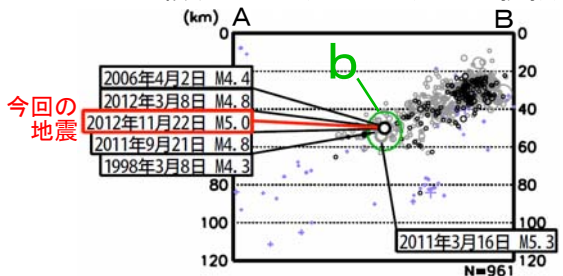 (km) A B
0 0
b
2006年4月2日 M4.4
20 20
2012年3月8日 M4.8
40 40
今回の
地震
2012年11月22日 M5.0
2011年9月21日 M4.8
60 60
1998年3月8日 M4.3
80 80
100 100
2011年3月16日 M5.3
120 120
N=961